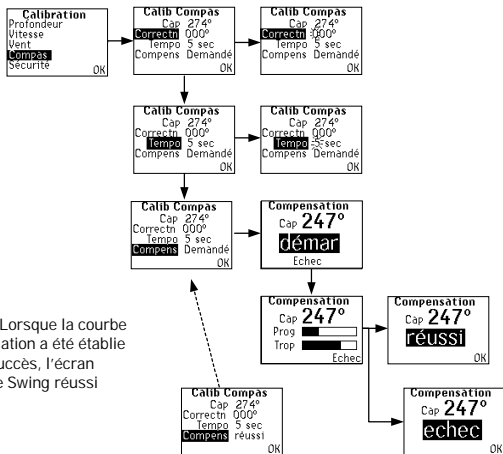 Calibration
Profondeur
Vitesse
Vent
Compas
Sécurité
OK
Calib Compas
Cap 274°
Correctn 000°
Tempo 5 sec
Compens Demandé
OK
Calib Compas
Cap 274°
Correctn 000°
Tempo 5 sec
Compens Demandé
OK
Calib Compas
Cap 274°
Correctn 000°
Tempo 5 sec
Compens Demandé
OK
Calib Compas
Cap 274°
Correctn 000°
Tempo 5 sec
Compens Demandé
OK
Calib Compas
Cap 274°
Correctn 000°
Tempo 5 sec
Compens Demandé
OK
Compensation
Cap 247°
démar
Echec
Compensation
Cap 247°
Prog
Trop
Echec
Compensation
Cap 247°
réussi
OK
Lorsque la courbe
ation a été établie
uccès, l'écran
e Swing réussi
Calib Compas
Cap 274°
Correctn 000°
Tempo 5 sec
Compens réussi
OK
Compensation
Cap 247°
echec
OK